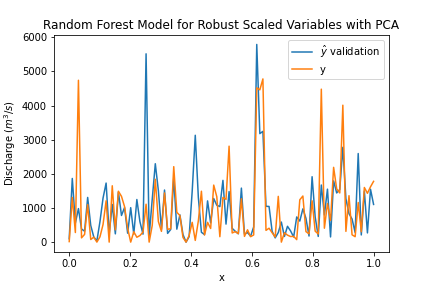 Random Forest Model for Robust Scaled Variables with PCA
ŷ validation
y
Discharge (m³/s)
6000
5000
4000
3000
2000
1000
0
0.0 0.2 0.4 0.6 0.8 1.0
x